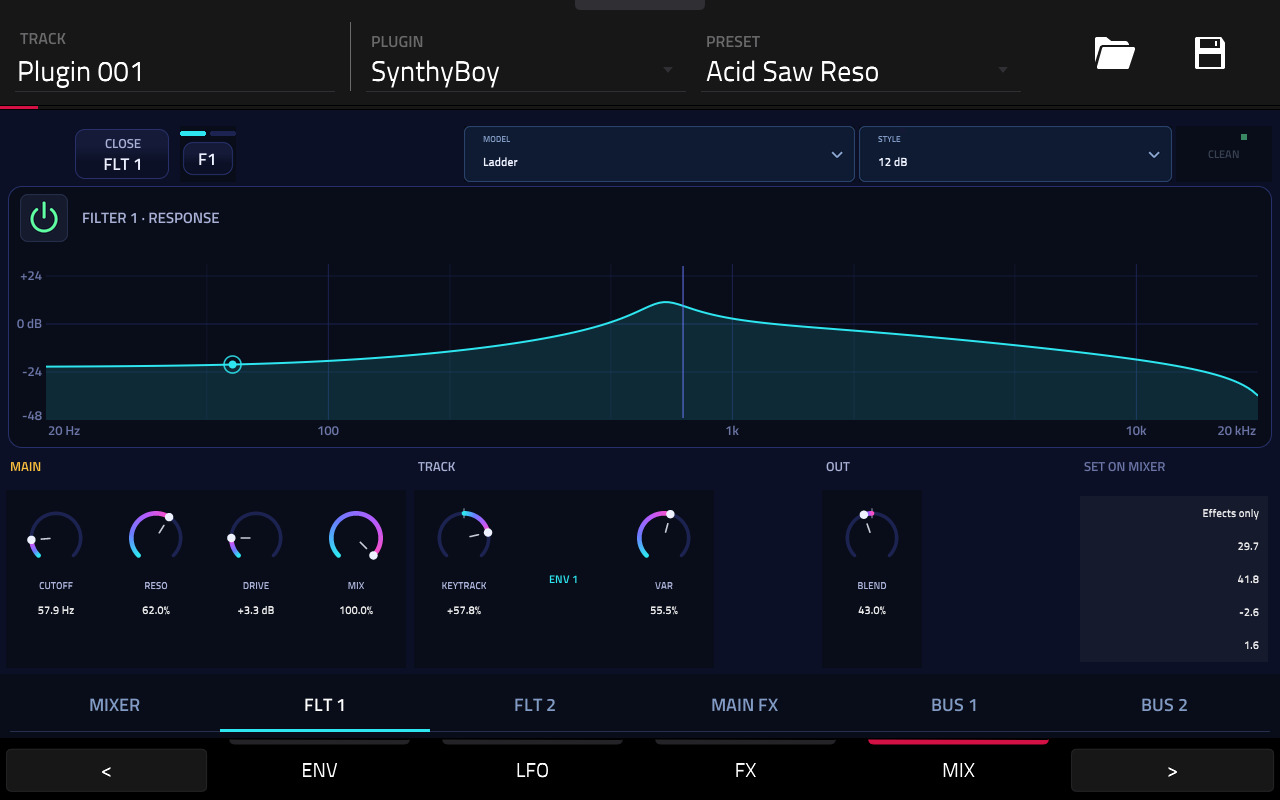 TRACK
Plugin 001
PLUGIN
SynthyBoy
PRESET
Acid Saw Reso
CLOSE
FLT 1
F1
MODEL
Ladder
STYLE
12 dB
CLEAN
FILTER 1 · RESPONSE
+24
0 dB
-24
-48
20 Hz
100
1k
10k
20 kHz
MAIN
TRACK
OUT
SET ON MIXER
CUTOFF
57.9 Hz
RESO
62.0%
DRIVE
+3.3 dB
MIX
100.0%
KEYTRACK
+57.8%
ENV 1
VAR
55.5%
BLEND
43.0%
Effects only
29.7
41.8
-2.6
1.6
MIXER
FLT 1
FLT 2
MAIN FX
BUS 1
BUS 2
<
ENV
LFO
FX
MIX
>